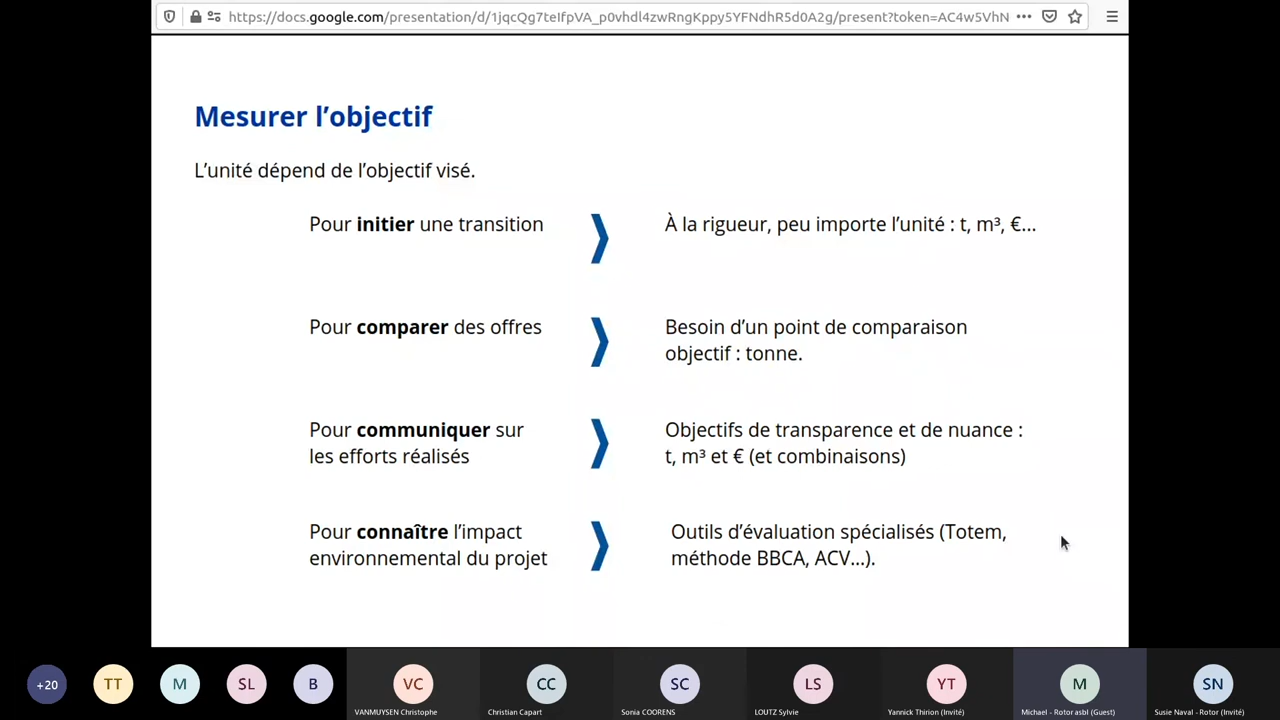 https://docs.google.com/presentation/d/1jqcQg7teIfpVA_p0vhdl4zwRngKppy5YFNdhR5d0A2g/present?token=AC4w5VhN
Mesurer l’objectif
L’unité dépend de l’objectif visé.
Pour initier une transition
À la rigueur, peu importe l’unité : t, m³, €...
Pour comparer des offres
Besoin d’un point de comparaison
objectif : tonne.
Pour communiquer sur
les efforts réalisés
Objectifs de transparence et de nuance :
t, m³ et € (et combinaisons)
Pour connaître l’impact
environnemental du projet
Outils d’évaluation spécialisés (Totem,
méthode BBCA, ACV...).
+20
TT
M
SL
B
VC
CC
SC
LS
YT
M
SN
VANMUYSEN Christophe
Christian Capart
Sonia COORENS
LOUTZ Sylvie
Yannick Thirion (Invité)
Michael - Rotor asbl (Guest)
Susie Naval - Rotor (Invité)